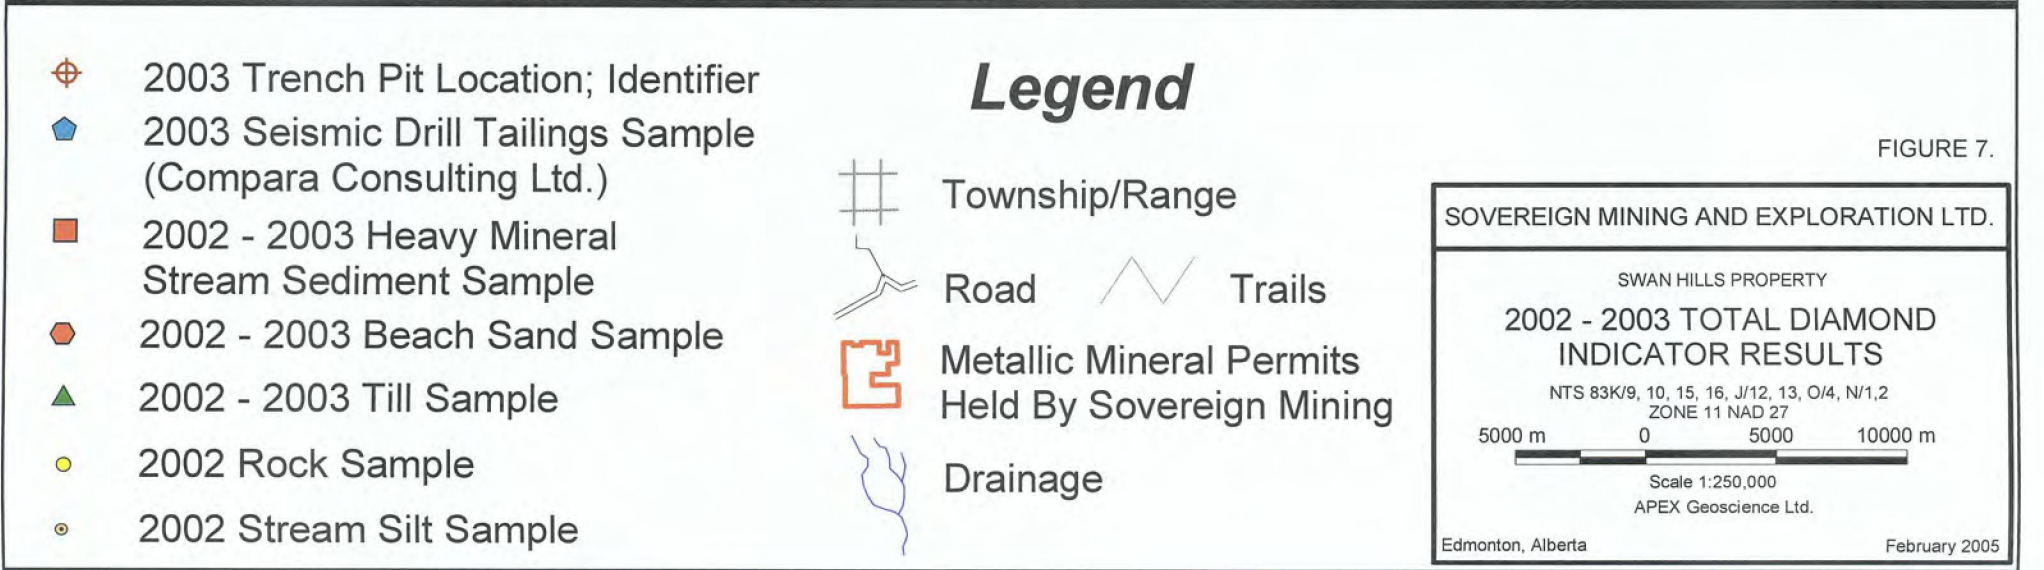 2003 Trench Pit Location; Identifier
2003 Seismic Drill Tailings Sample
(Compara Consulting Ltd.)
2002 - 2003 Heavy Mineral
Stream Sediment Sample
2002 - 2003 Beach Sand Sample
2002 - 2003 Till Sample
2002 Rock Sample
2002 Stream Silt Sample
Legend
Township/Range
Road
Trails
Metallic Mineral Permits
Held By Sovereign Mining
Drainage
FIGURE 7.
SOVEREIGN MINING AND EXPLORATION LTD.
SWAN HILLS PROPERTY
2002 - 2003 TOTAL DIAMOND
INDICATOR RESULTS
NTS 83K/9, 10, 15, 16, J/12, 13, O/4, N/1,2
ZONE 11 NAD 27
5000 m 0 5000 10000 m
Scale 1:250,000
APEX Geoscience Ltd.
Edmonton, Alberta February 2005